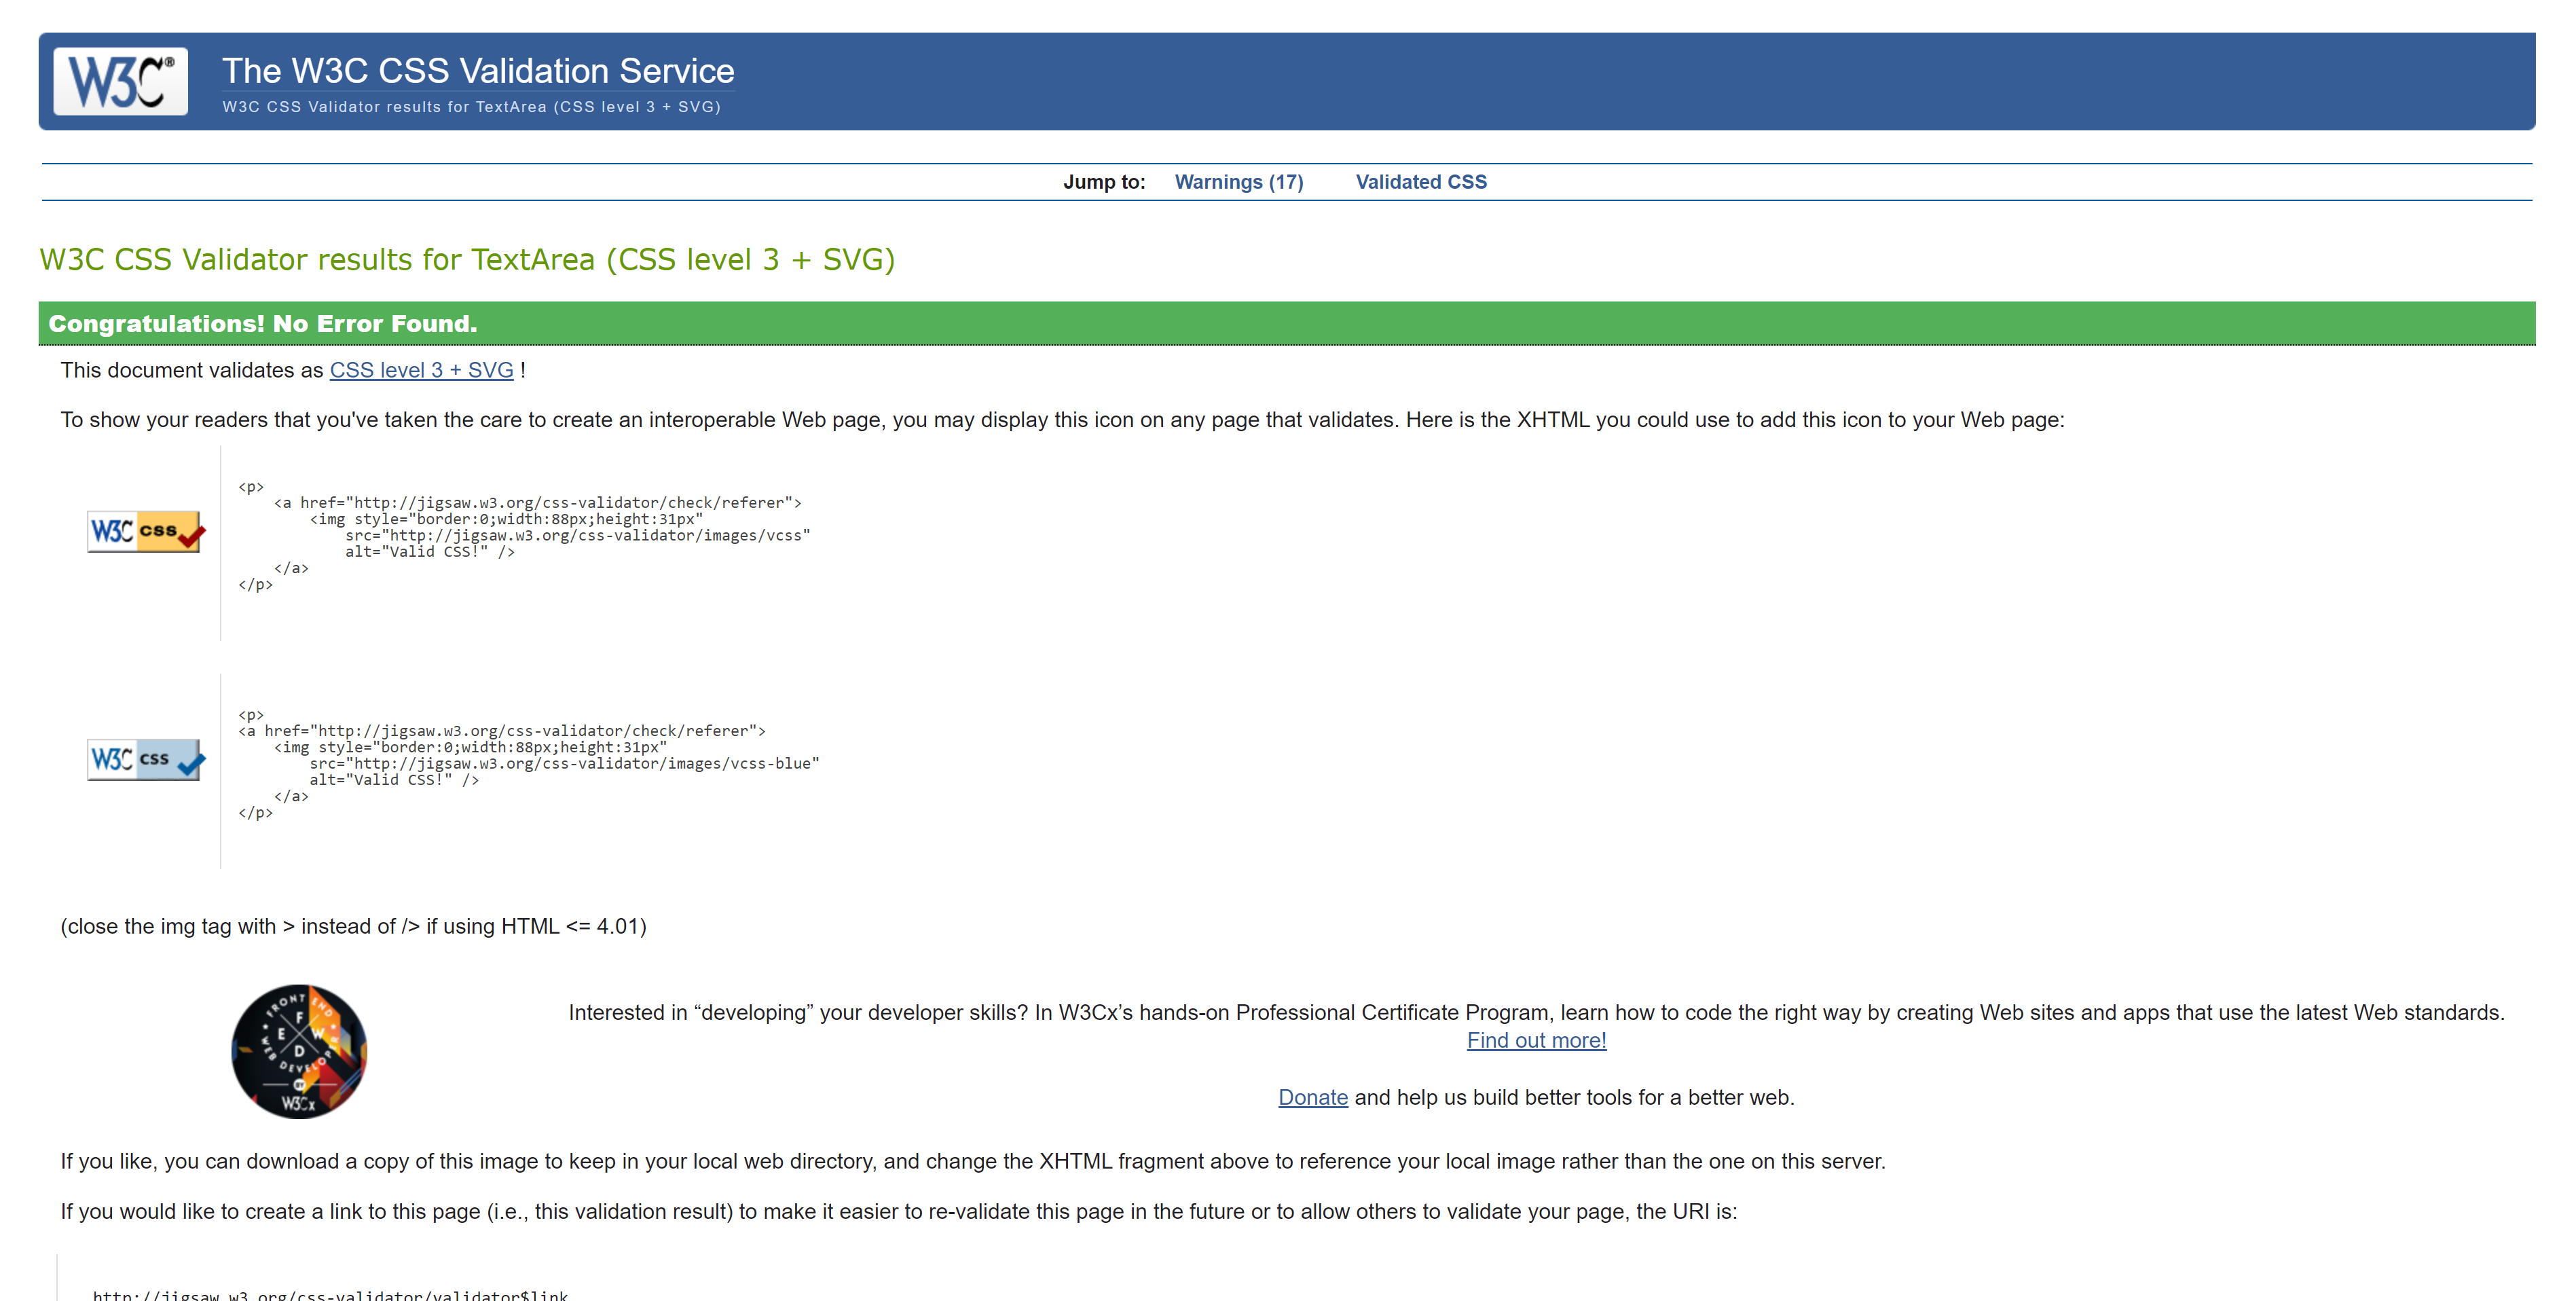 W3C®
The W3C CSS Validation Service
W3C CSS Validator results for TextArea (CSS level 3 + SVG)
Jump to: Warnings (17) Validated CSS
W3C CSS Validator results for TextArea (CSS level 3 + SVG)
Congratulations! No Error Found.
This document validates as CSS level 3 + SVG !
To show your readers that you've taken the care to create an interoperable Web page, you may display this icon on any page that validates. Here is the XHTML you could use to add this icon to your Web page:
W3C css
<p>
    <a href="http://jigsaw.w3.org/css-validator/check/referer">
        <img style="border:0;width:88px;height:31px"
            src="http://jigsaw.w3.org/css-validator/images/vcss"
            alt="Valid CSS!" />
    </a>
</p>
W3C css
<p>
<a href="http://jigsaw.w3.org/css-validator/check/referer">
    <img style="border:0;width:88px;height:31px"
        src="http://jigsaw.w3.org/css-validator/images/vcss-blue"
        alt="Valid CSS!" />
    </a>
</p>
(close the img tag with > instead of /> if using HTML <= 4.01)
FRONT END
F E W D
WEB DEVELOPER
W3Cx
Interested in “developing” your developer skills? In W3Cx’s hands-on Professional Certificate Program, learn how to code the right way by creating Web sites and apps that use the latest Web standards.
Find out more!
Donate and help us build better tools for a better web.
If you like, you can download a copy of this image to keep in your local web directory, and change the XHTML fragment above to reference your local image rather than the one on this server.
If you would like to create a link to this page (i.e., this validation result) to make it easier to re-validate this page in the future or to allow others to validate your page, the URI is:
http://jigsaw.w3.org/css-validator/validator$link